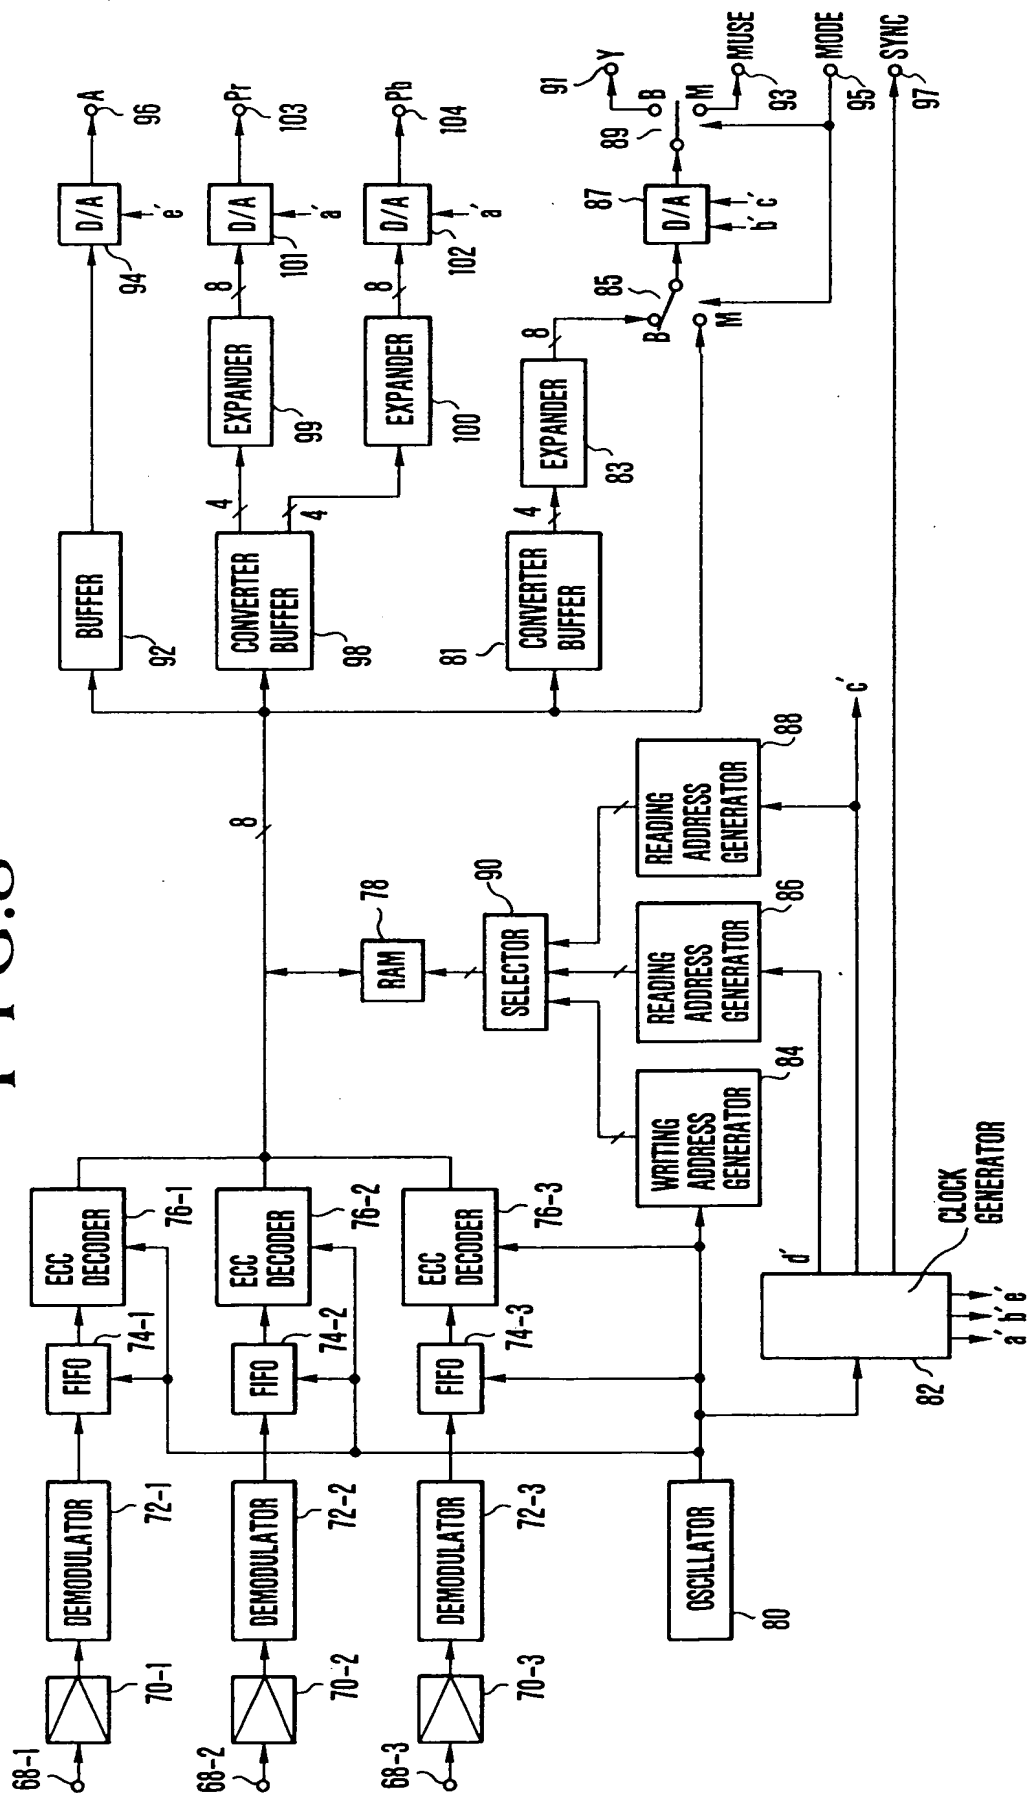 FIG.8
68-1
70-1
DEMODULATOR
72-1
FIFO
74-1
ECC
DECODER
76-1
68-2
70-2
DEMODULATOR
72-2
FIFO
74-2
ECC
DECODER
76-2
68-3
70-3
DEMODULATOR
72-3
FIFO
74-3
ECC
DECODER
76-3
8
RAM
78
SELECTOR
90
OSCILLATOR
80
WRITING
ADDRESS
GENERATOR
84
READING
ADDRESS
GENERATOR
86
READING
ADDRESS
GENERATOR
88
CLOCK
GENERATOR
82
a'
b'
e'
d'
c'
BUFFER
92
D/A
94
e'
A
96
CONVERTER
BUFFER
98
4
4
EXPANDER
99
8
D/A
101
a'
Pr
103
EXPANDER
100
8
D/A
102
a'
Pb
104
CONVERTER
BUFFER
81
4
EXPANDER
83
8
B
M
85
D/A
87
b'
c'
89
B
M
Y
91
MUSE
93
MODE
95
SYNC
97